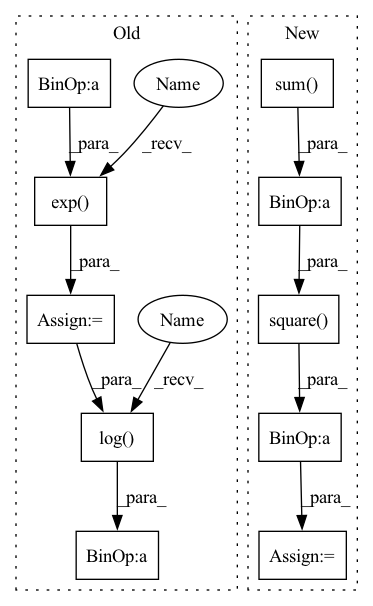 Old
New
BinOp:a
Name
sum()
_para_
_recv_
_para_
exp()
BinOp:a
_para_
_para_
Assign:=
Name
square()
_para_
_recv_
_para_
log()
BinOp:a
_para_
_para_
BinOp:a
Assign:=